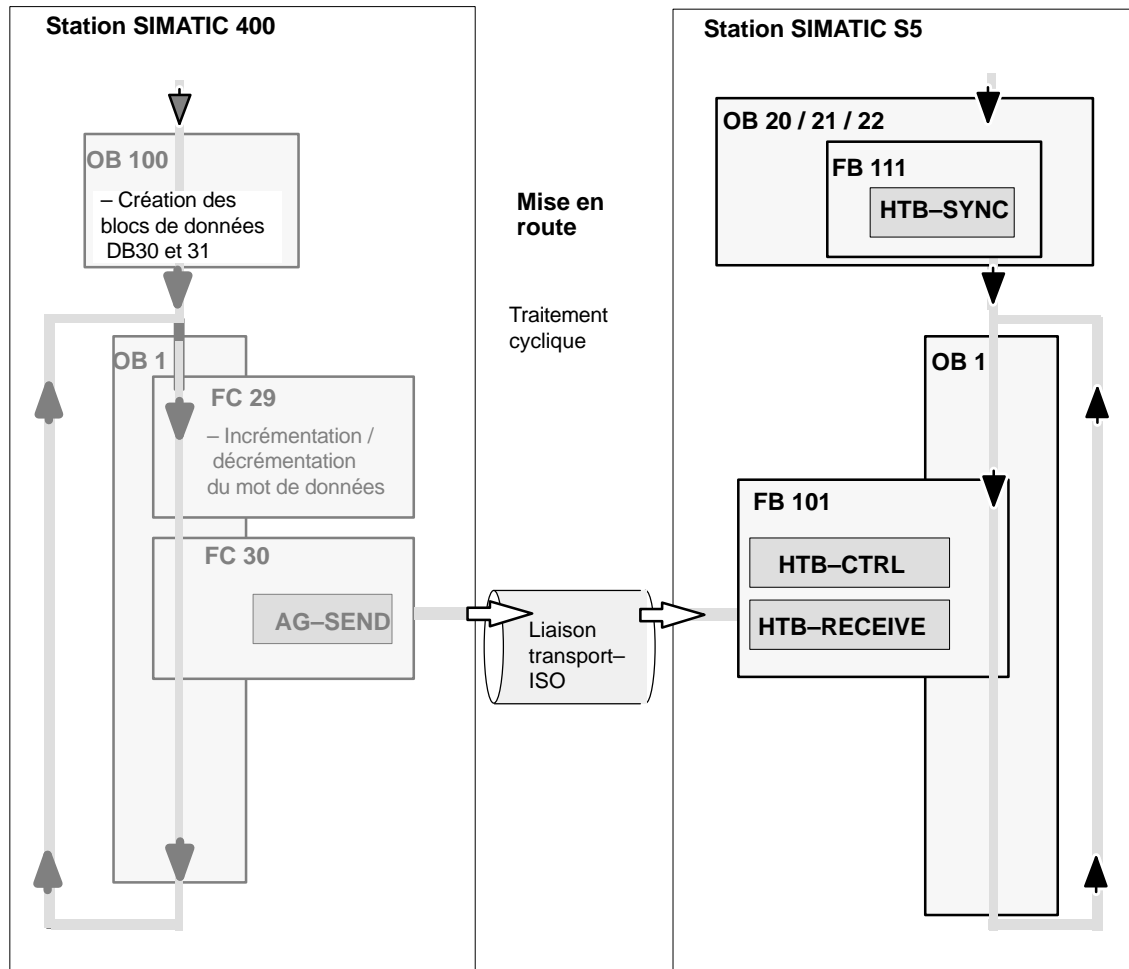 Station SIMATIC 400
OB 100
– Création des
blocs de données
DB30 et 31
OB 1
FC 29
– Incrémentation /
décrémentation
du mot de données
FC 30
AG–SEND
Mise en
route
Traitement
cyclique
Liaison
transport–
ISO
Station SIMATIC S5
OB 20 / 21 / 22
FB 111
HTB–SYNC
OB 1
FB 101
HTB–CTRL
HTB–RECEIVE